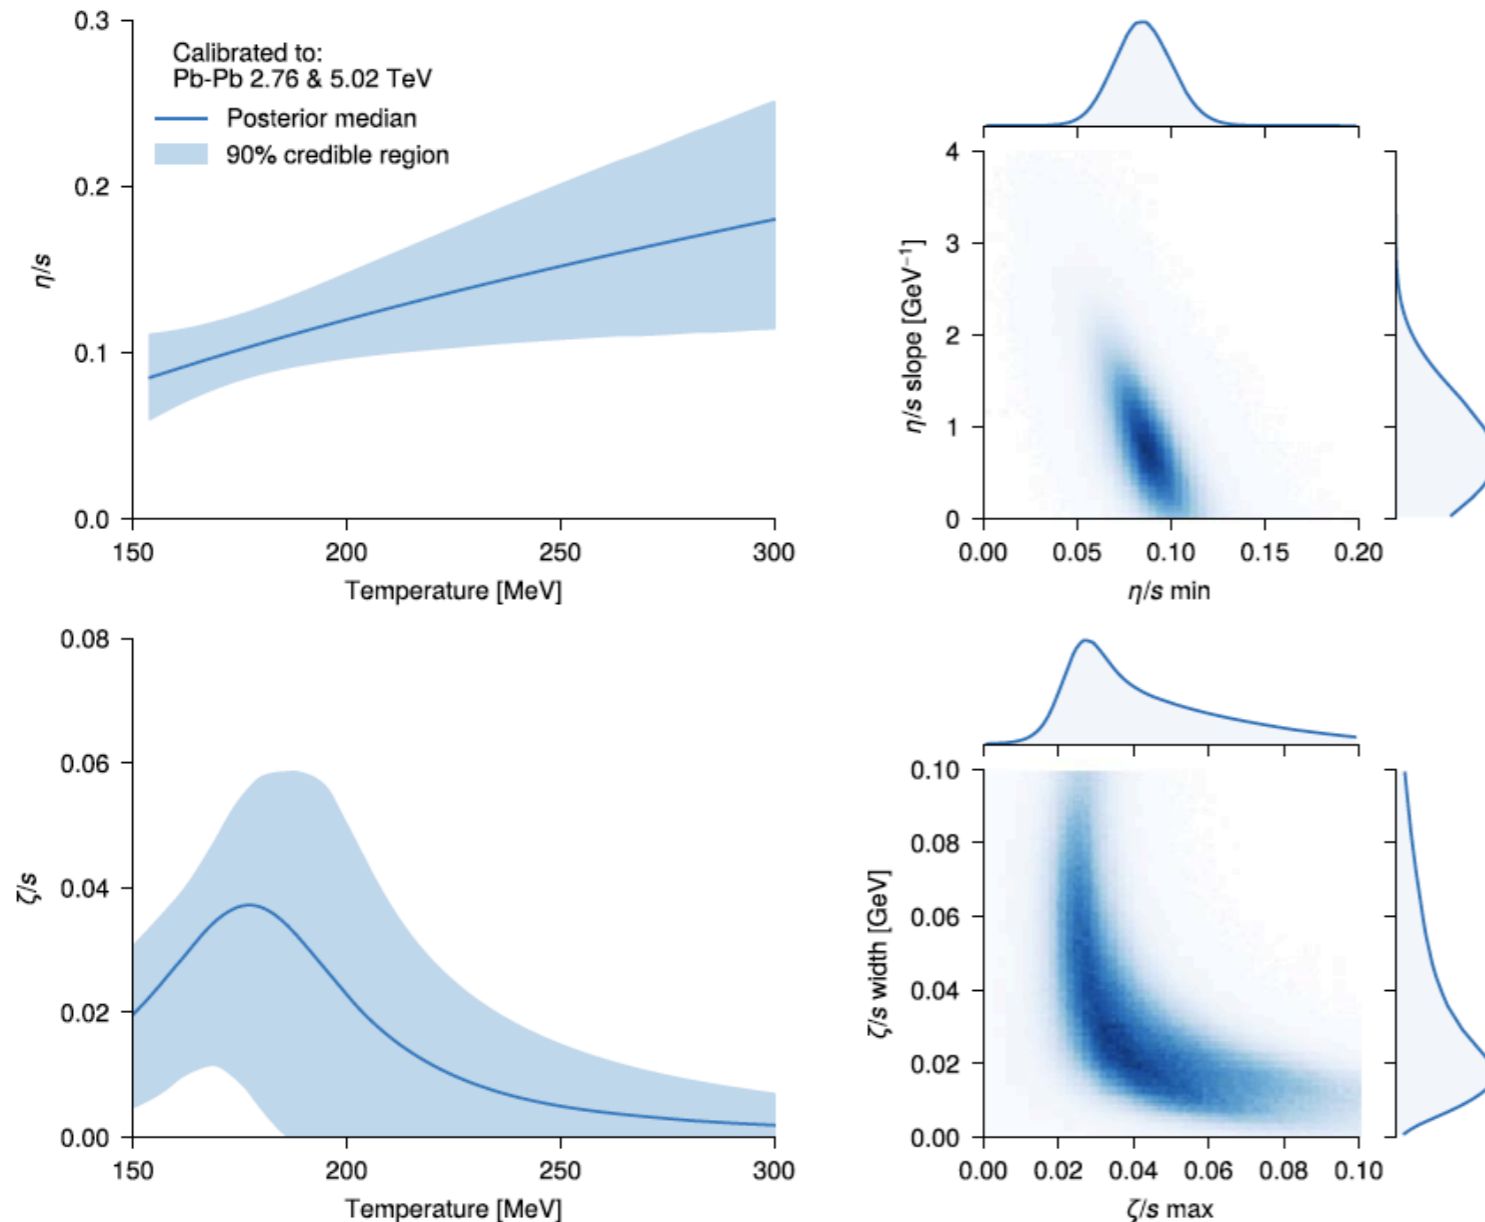 0.3
Calibrated to:
Pb-Pb 2.76 & 5.02 TeV
Posterior median
90% credible region
0.2
η/s
0.1
0.0
150 200 250 300
Temperature [MeV]
4
3
2
1
0
η/s slope [GeV⁻¹]
0.00 0.05 0.10 0.15 0.20
η/s min
0.08
0.06
0.04
0.02
0.00
ζ/s
150 200 250 300
Temperature [MeV]
0.10
0.08
0.06
0.04
0.02
0.00
ζ/s width [GeV]
0.00 0.02 0.04 0.06 0.08 0.10
ζ/s max